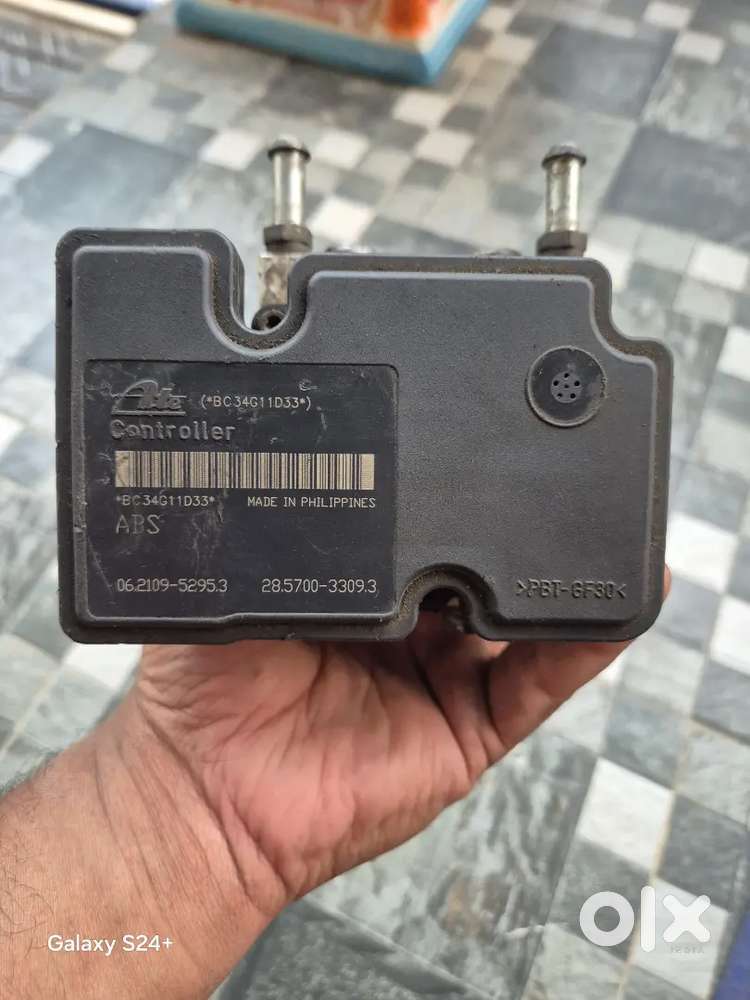 Ate (*BC34G11D33*)
Controller
*BC34G11D33* MADE IN PHILIPPINES
ABS
06.2109-5295.3 28.5700-3309.3
>PBT-GF30<
Galaxy S24+
olx